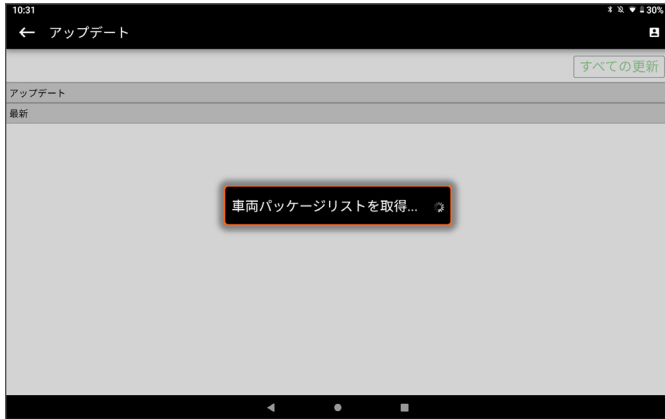 10:31
30%
アップデート
すべての更新
アップデート
最新
車両パッケージリストを取得...